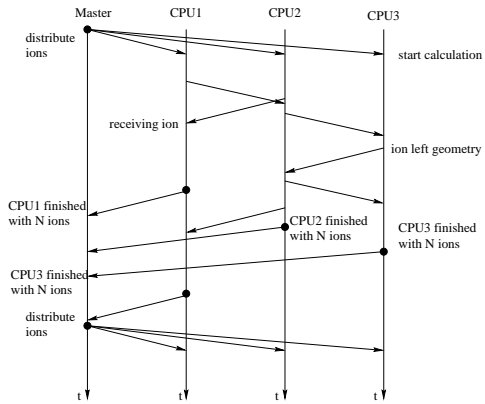 Master CPU1 CPU2 CPU3
distribute
ions
start calculation
receiving ion
ion left geometry
CPU1 finished
with N ions
CPU2 finished
with N ions
CPU3 finished
with N ions
CPU3 finished
with N ions
distribute
ions
t t t t